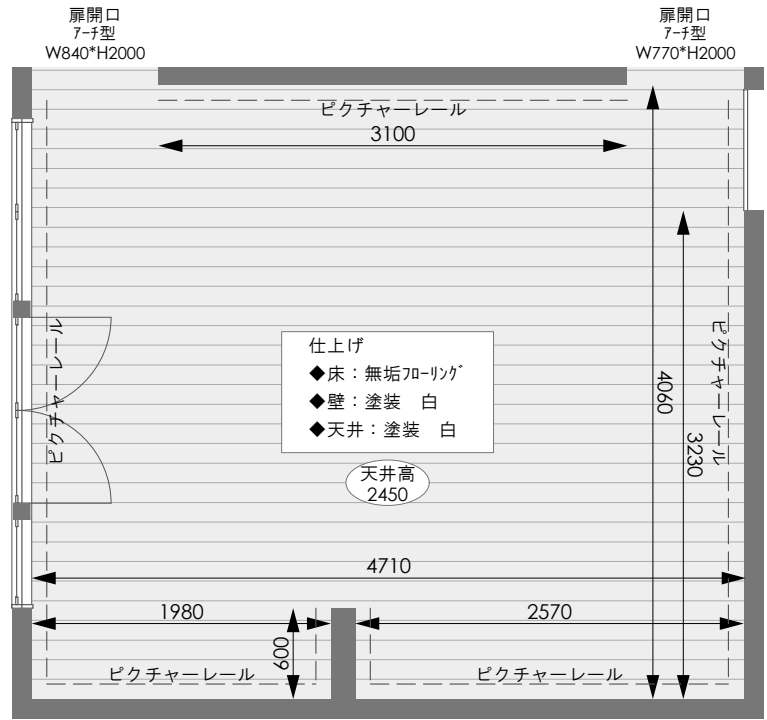 扉開口
ｱｰﾁ型
W840*H2000
扉開口
ｱｰﾁ型
W770*H2000
ピクチャーレール
3100
ピクチャーレール
ピクチャーレール
4060
3230
仕上げ
◆床：無垢ﾌﾛｰﾘﾝｸﾞ
◆壁：塗装　白
◆天井：塗装　白
天井高
2450
4710
1980
2570
600
ピクチャーレール
ピクチャーレール